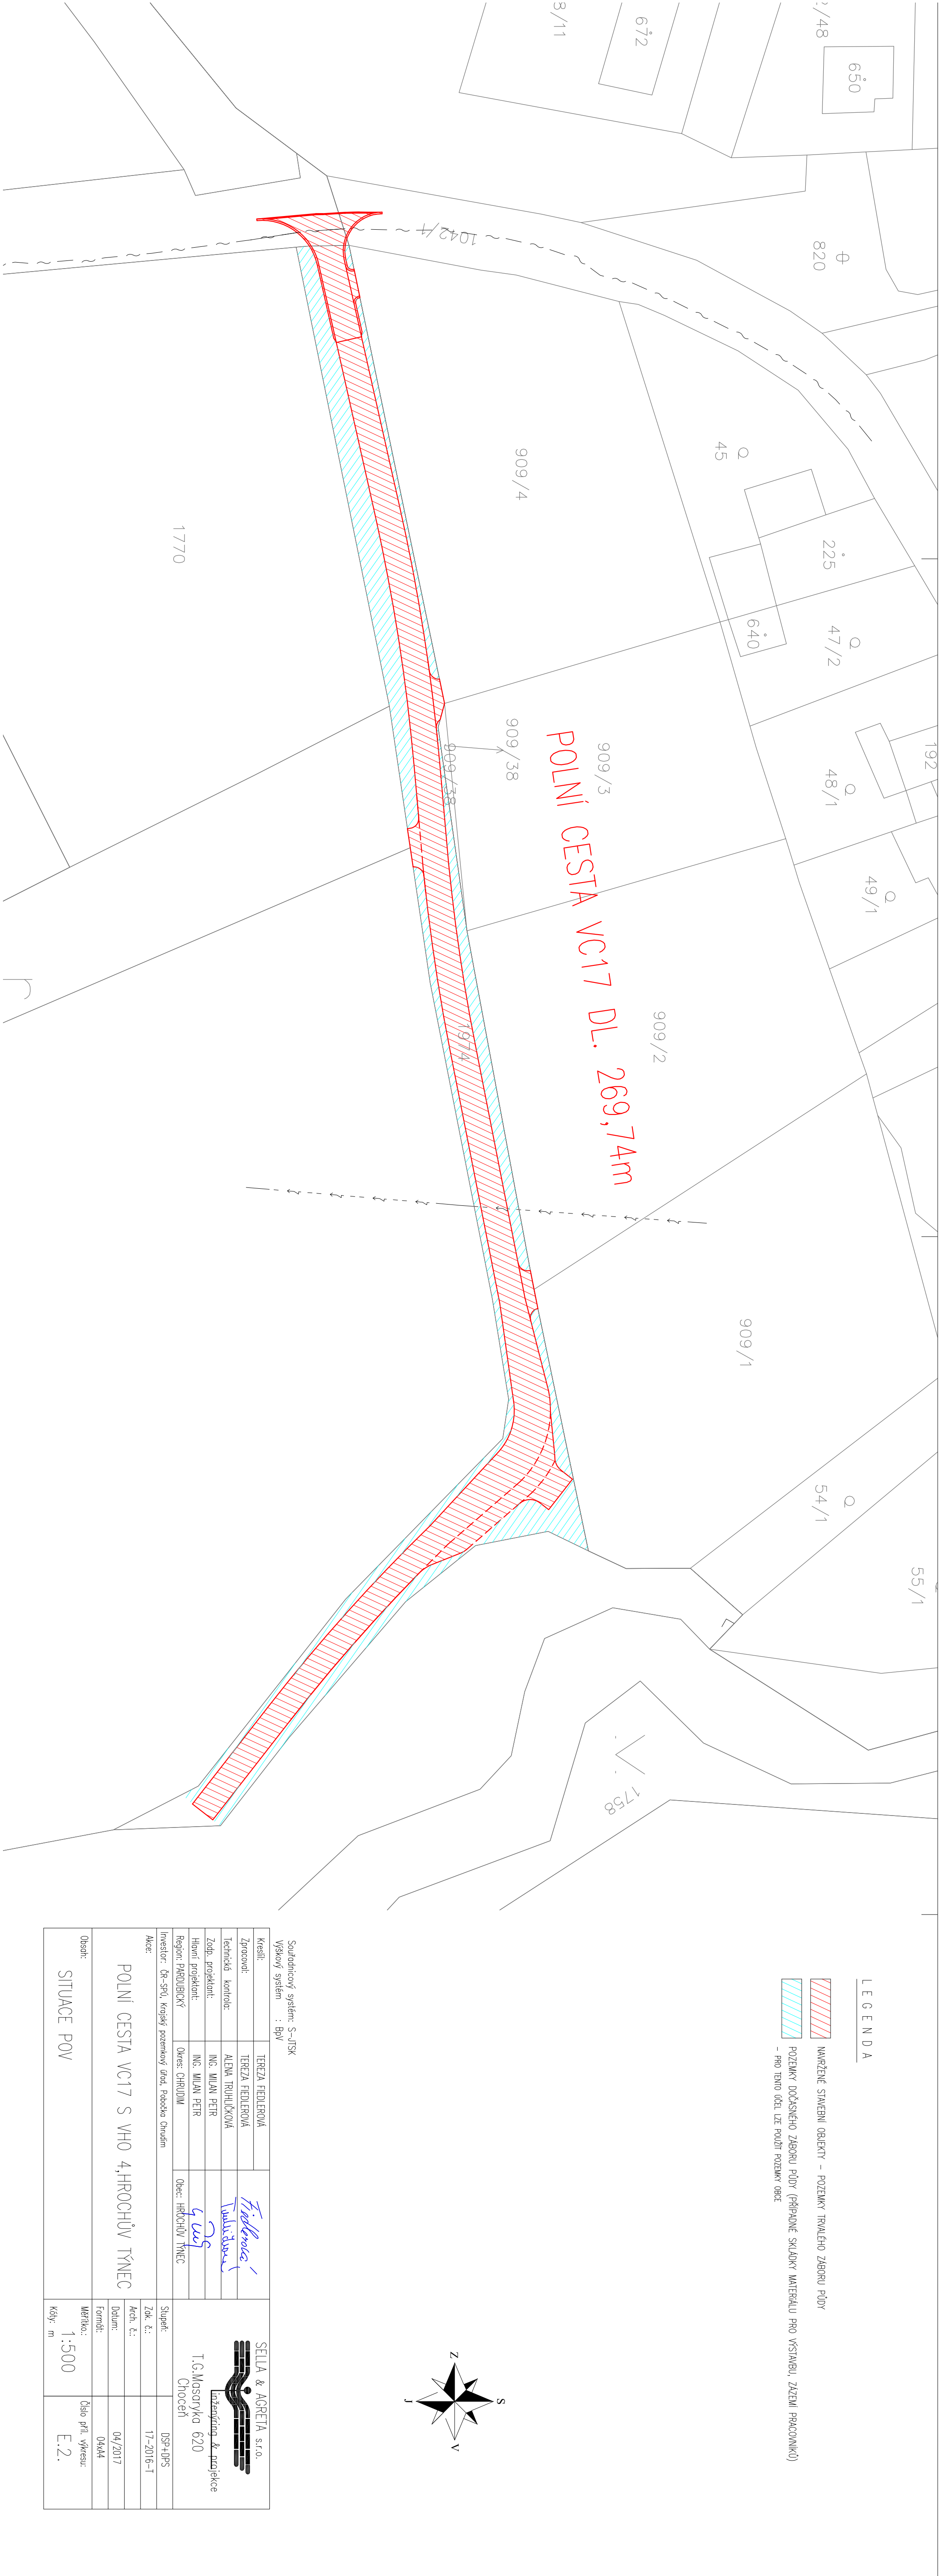 3/11
672
2/48
650
820
1042/1
45
Q
909/4
225
1770
640
47/2
Q
909/38
909/38
909/3
192
48/1
Q
POLNÍ CESTA VC17 DL. 269,74m
49/1
Q
909/2
1974
909/1
54/1
Q
55/1
1758
L E G E N D A
NAVRŽENÉ STAVEBNÍ OBJEKTY – POZEMKY TRVALÉHO ZÁBORU PŮDY
POZEMKY DOČASNÉHO ZÁBORU PŮDY (PŘÍPADNÉ SKLÁDKY MATERIÁLU PRO VÝSTAVBU, ZÁZEMÍ PRACOVNÍKŮ)
– PRO TENTO ÚČEL LZE POUŽÍT POZEMKY OBCE
S
Z
V
J
Souřadnicový systém: S-JTSK
Výškový systém : BpV
Kreslil: TEREZA FIEDLEROVÁ
Zpracoval: TEREZA FIEDLEROVÁ Fiedlerová
Technická kontrola: ALENA TRUHLIČKOVÁ
Zodp. projektant: ING. MILAN PETR
Hlavní projektant: ING. MILAN PETR
Region: PARDUBICKÝ Okres: CHRUDIM Obec: HROCHŮV TÝNEC
Investor: ČR-SPÚ, Krajský pozemkový úřad, Pobočka Chrudim
Akce:
POLNÍ CESTA VC17 S VHO 4,HROCHŮV TÝNEC
Obsah:
SITUACE POV
SELLA & AGRETA s.r.o.
inženýring & projekce
T.G.Masaryka 620
Choceň
Stupeň: DSP+DPS
Zak. č.: 17-2016-T
Arch. č.:
Datum: 04/2017
Formát: 04xA4
Měřítko: 1:500
Číslo příl. výkresu: E.2.
Kóty: m